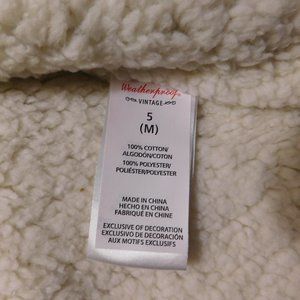 Weatherproof®
VINTAGE
5
(M)
100% COTTON/
ALGODÓN/COTON
100% POLYESTER/
POLIÉSTER/POLYESTER
MADE IN CHINA
HECHO EN CHINA
FABRIQUÉ EN CHINE
EXCLUSIVE OF DECORATION
EXCLUSIVO DE DECORACIÓN
AUX MOTIFS EXCLUSIFS